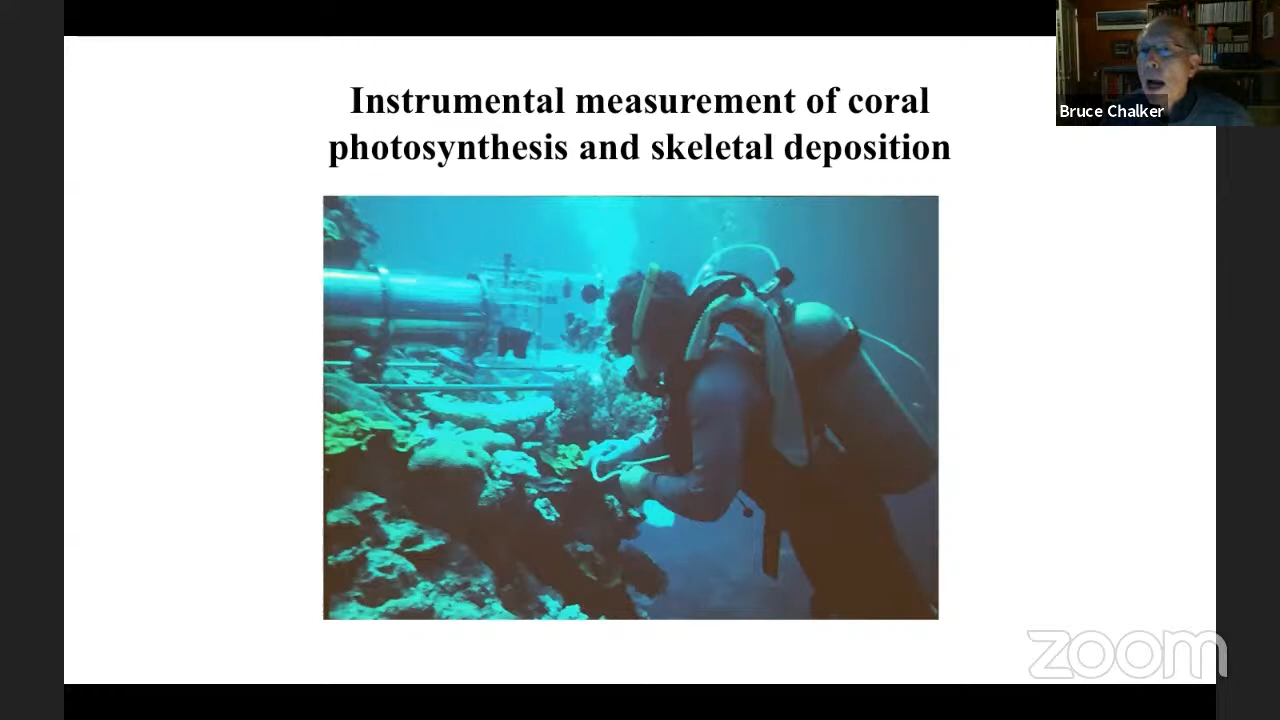 Instrumental measurement of coral
photosynthesis and skeletal deposition
Bruce Chalker
zoom